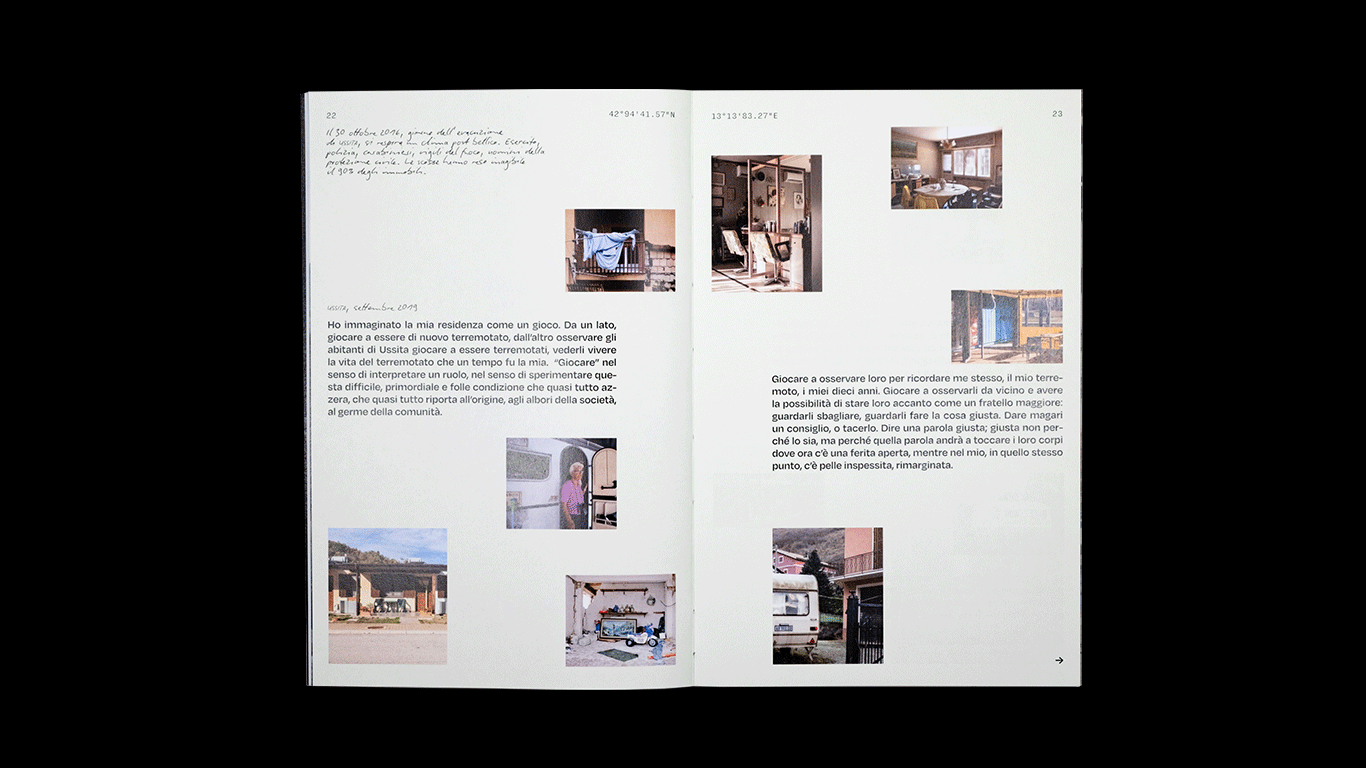 22
42°94'41.57"N
Il 30 ottobre 2016, giorno dell'evacuazione
di Ussita, si respira un clima post bellico. Esercito,
polizia, carabinieri, vigili del fuoco, uomini della
protezione civile. Le scosse hanno reso inagibile
il 90% degli immobili.
Ussita, settembre 2019
Ho immaginato la mia residenza come un gioco. Da un lato,
giocare a essere di nuovo terremotato, dall'altro osservare gli
abitanti di Ussita giocare a essere terremotati, vederli vivere
la vita del terremotato che un tempo fu la mia. “Giocare” nel
senso di interpretare un ruolo, nel senso di sperimentare que-
sta difficile, primordiale e folle condizione che quasi tutto az-
zera, che quasi tutto riporta all'origine, agli albori della società,
al germe della comunità.
13°13'83.27"E
23
Giocare a osservare loro per ricordare me stesso, il mio terre-
moto, i miei dieci anni. Giocare a osservarli da vicino e avere
la possibilità di stare loro accanto come un fratello maggiore:
guardarli sbagliare, guardarli fare la cosa giusta. Dare magari
un consiglio, o tacerlo. Dire una parola giusta; giusta non per-
ché lo sia, ma perché quella parola andrà a toccare i loro corpi
dove ora c'è una ferita aperta, mentre nel mio, in quello stesso
punto, c'è pelle inspessita, rimarginata.
→